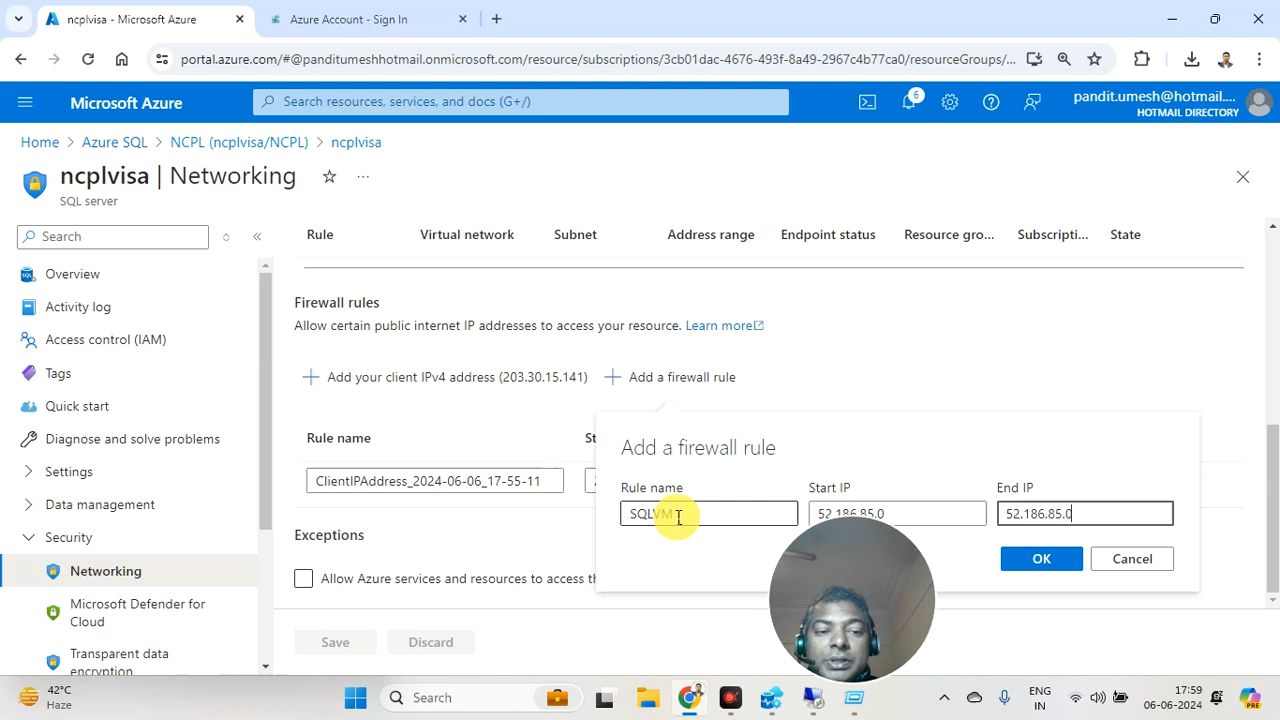 ncplvisa - Microsoft Azure
Azure Account - Sign In
portal.azure.com/#@panditumeshhotmail.onmicrosoft.com/resource/subscriptions/3cb01dac-4676-493f-8a49-2967c4b77ca0/resourceGroups/...
Microsoft Azure
Search resources, services, and docs (G+/)
6
pandit.umesh@hotmail....
HOTMAIL DIRECTORY
Home > Azure SQL > NCPL (ncplvisa/NCPL) > ncplvisa
ncplvisa | Networking
SQL server
Search
Overview
Activity log
Access control (IAM)
Tags
Quick start
Diagnose and solve problems
Settings
Data management
Security
Networking
Microsoft Defender for
Cloud
Transparent data
encryption
Rule Virtual network Subnet Address range Endpoint status Resource gro... Subscripti... State
Firewall rules
Allow certain public internet IP addresses to access your resource. Learn more
Add your client IPv4 address (203.30.15.141) Add a firewall rule
Rule name
ClientIPAddress_2024-06-06_17-55-11
Exceptions
Allow Azure services and resources to access
Add a firewall rule
Rule name Start IP End IP
SQLVM 52.186.85.0 52.186.85.0
OK Cancel
Save Discard
42°C
Haze
Search
ENG
IN
17:59
06-06-2024
PRE